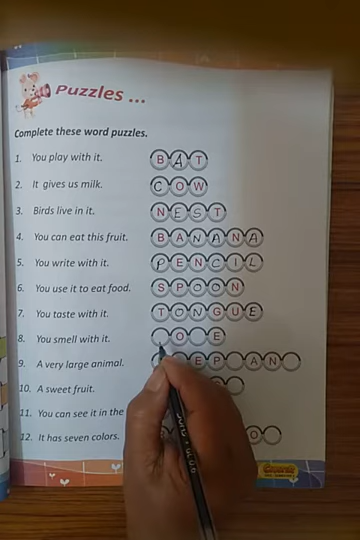 Puzzles ...
Complete these word puzzles.
1. You play with it. BAT
2. It gives us milk. COW
3. Birds live in it. NEST
4. You can eat this fruit. BANANA
5. You write with it. PENCIL
6. You use it to eat food. SPOON
7. You taste with it. TONGUE
8. You smell with it. O E
9. A very large animal. E P AN
10. A sweet fruit.
11. You can see it in the
12. It has seven colors. O